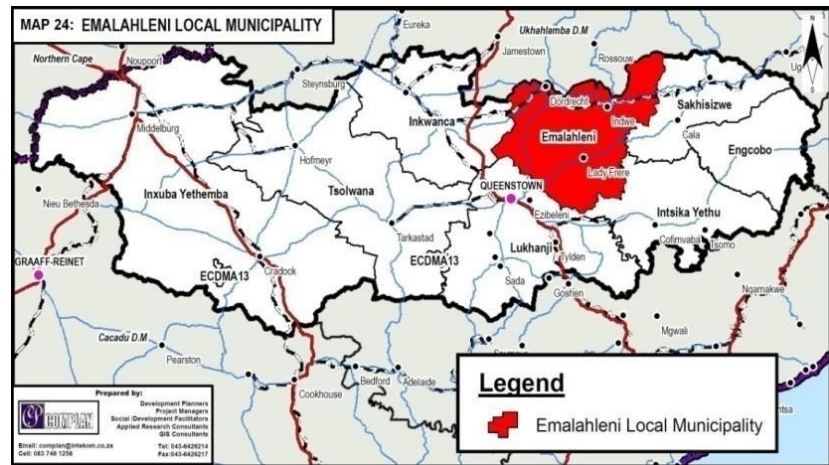 MAP 24: EMALAHLENI LOCAL MUNICIPALITY
N
S
Eureka
Ukhahlamba D.M
Northern Cape
Noupoort
Jamestown
Rossouw
Ug
Steynsburg
Dordrecht
Indwe
Sakhisizwe
Middelburg
Inkwanca
Emalahleni
Cala
Engcobo
Hofmeyr
Lady Frere
Nieu Bethesda
Inxuba Yethemba
Tsolwana
QUEENSTOWN
Ezibeleni
Intsika Yethu
Tarkastad
Lukhanji
Cofimvaba
Tsomo
GRAAFF-REINET
ECDMA13
Cradock
ECDMA13
Tylden
Sada
Goshen
Nqamakwe
Cacadu D.M
Pearston
Mgwali
Cookhouse
Bedford
Adelaide
Legend
Emalahleni Local Municipality
Prepared by:
COMPLAN
Development Planners
Project Managers
Social /Development Facilitators
Applied Research Consultants
GIS Consultants
Email: complan@intekom.co.za
Cell: 083 746 1256
Tel: 043-6426214
Fax:043-6426217